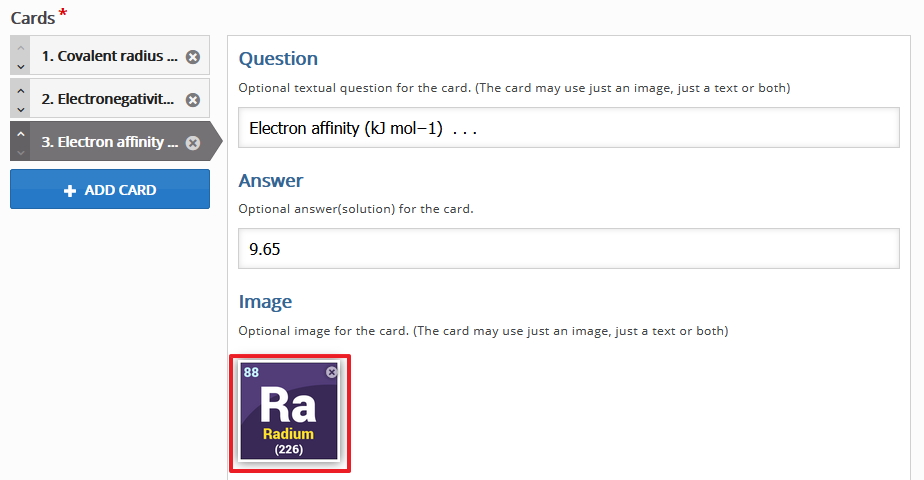 Cards *
1. Covalent radius ...
2. Electronegativit...
3. Electron affinity ...
+ ADD CARD
Question
Optional textual question for the card. (The card may use just an image, just a text or both)
Electron affinity (kJ mol−1) . . .
Answer
Optional answer(solution) for the card.
9.65
Image
Optional image for the card. (The card may use just an image, just a text or both)
88
Ra
Radium
(226)